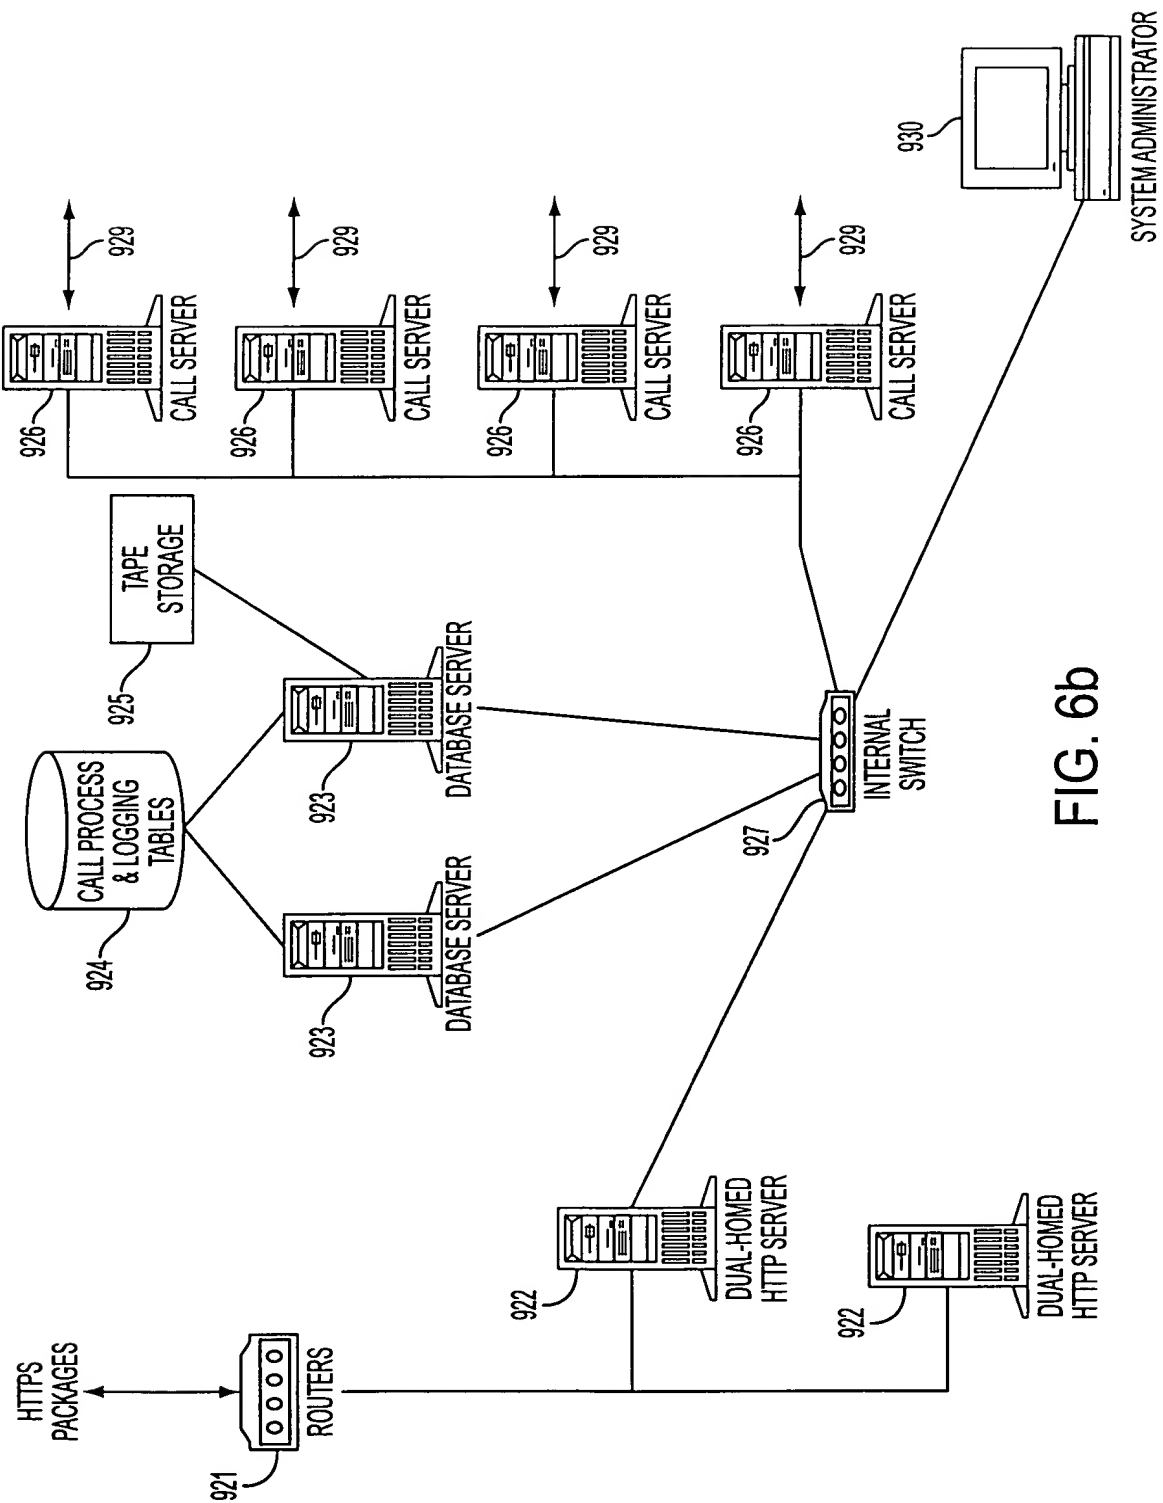 HTTPS
PACKAGES
921
ROUTERS
922
DUAL-HOMED
HTTP SERVER
922
DUAL-HOMED
HTTP SERVER
924
CALL PROCESS
& LOGGING
TABLES
923
DATABASE SERVER
923
DATABASE SERVER
925
TAPE
STORAGE
927
INTERNAL
SWITCH
926
CALL SERVER
929
926
CALL SERVER
929
926
CALL SERVER
929
926
CALL SERVER
929
930
SYSTEM ADMINISTRATOR
FIG. 6b